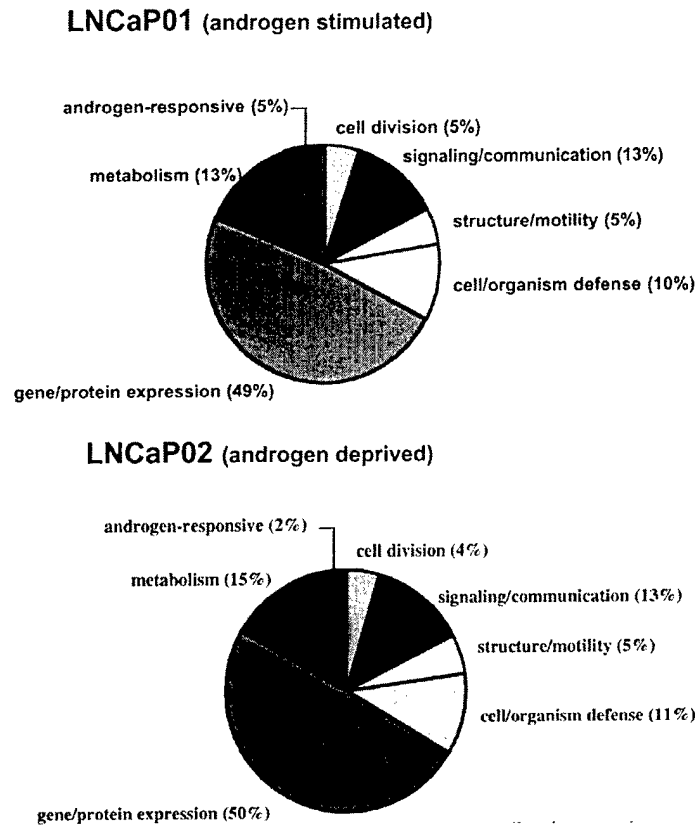 LNCaP01 (androgen stimulated)
androgen-responsive (5%)
cell division (5%)
signaling/communication (13%)
metabolism (13%)
structure/motility (5%)
cell/organism defense (10%)
gene/protein expression (49%)
LNCaP02 (androgen deprived)
androgen-responsive (2%)
cell division (4%)
metabolism (15%)
signaling/communication (13%)
structure/motility (5%)
cell/organism defense (11%)
gene/protein expression (50%)